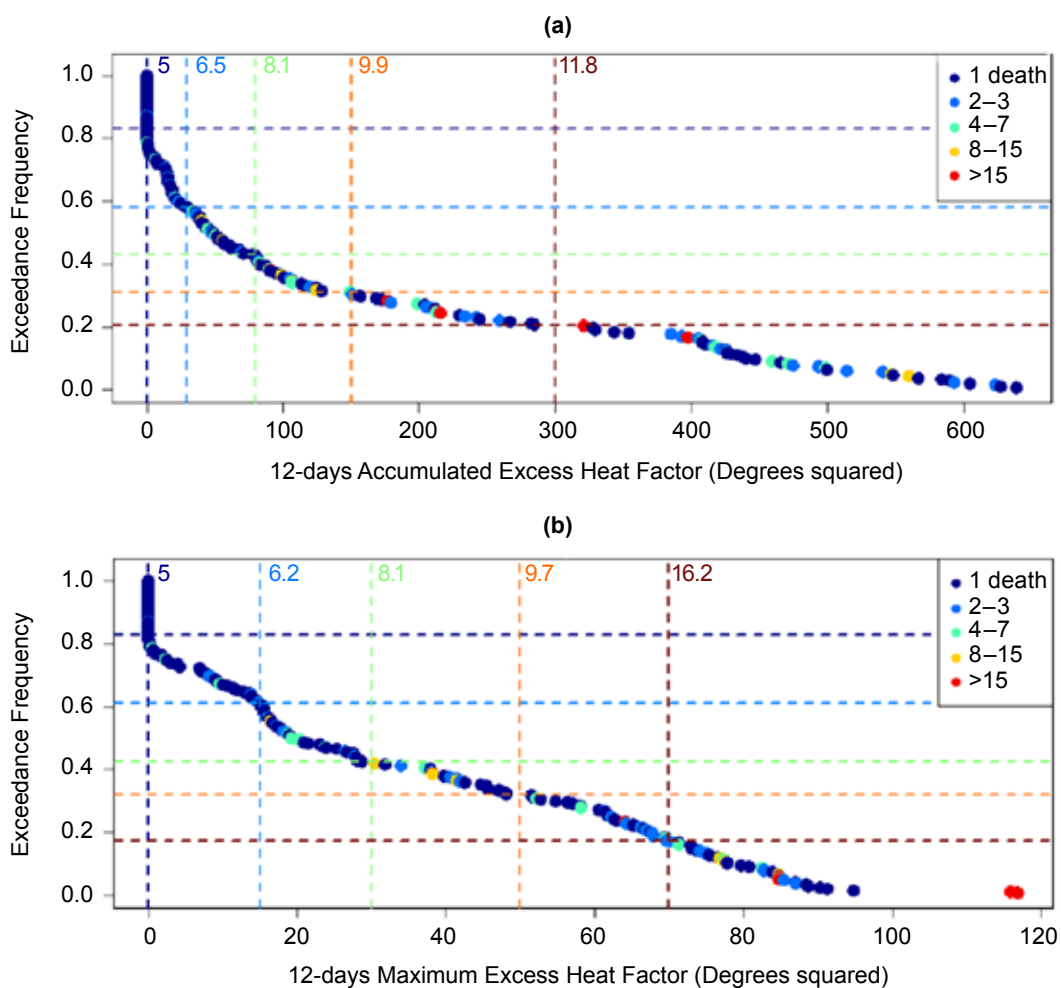 (a)
5 6.5 8.1 9.9 11.8
1 death
2–3
4–7
8–15
>15
1.0
0.8
0.6
0.4
0.2
0.0
Exceedance Frequency
0 100 200 300 400 500 600
12-days Accumulated Excess Heat Factor (Degrees squared)
(b)
5 6.2 8.1 9.7 16.2
1 death
2–3
4–7
8–15
>15
1.0
0.8
0.6
0.4
0.2
0.0
Exceedance Frequency
0 20 40 60 80 100 120
12-days Maximum Excess Heat Factor (Degrees squared)